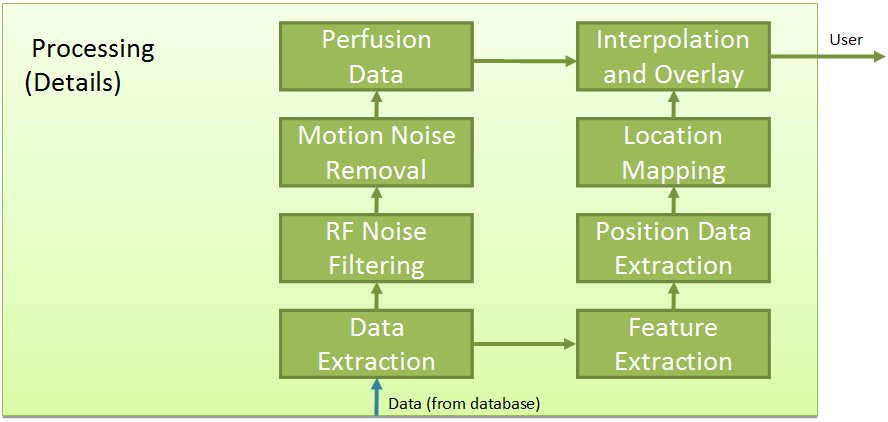 Processing
(Details)
Perfusion
Data
Interpolation
and Overlay
User
Motion Noise
Removal
Location
Mapping
RF Noise
Filtering
Position Data
Extraction
Data
Extraction
Feature
Extraction
Data (from database)